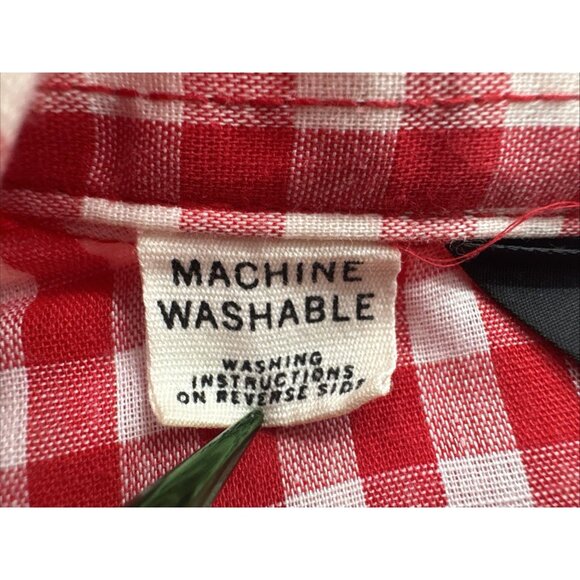 MACHINE
WASHABLE
WASHING
INSTRUCTIONS
ON REVERSE SIDE